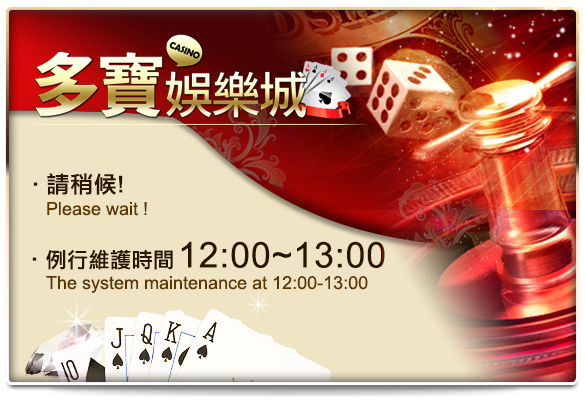 CASINO
多寶娛樂城
· 請稍候!
Please wait !
· 例行維護時間 12:00~13:00
The system maintenance at 12:00-13:00
10 J Q K A